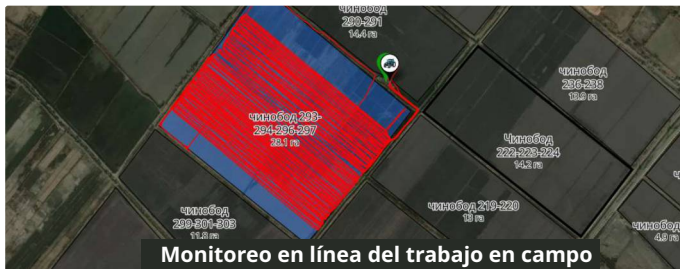 чинобод
290-291
14.4 га
чинобод
236-238
13.9 га
чинобод 293-
294-296-297
28.1 га
Чинобод
222-223-224
14.2 га
чинобод 219-220
13 га
чинобод
299-301-303
11.8 га
чинобод
4.9 га
Monitoreo en línea del trabajo en campo